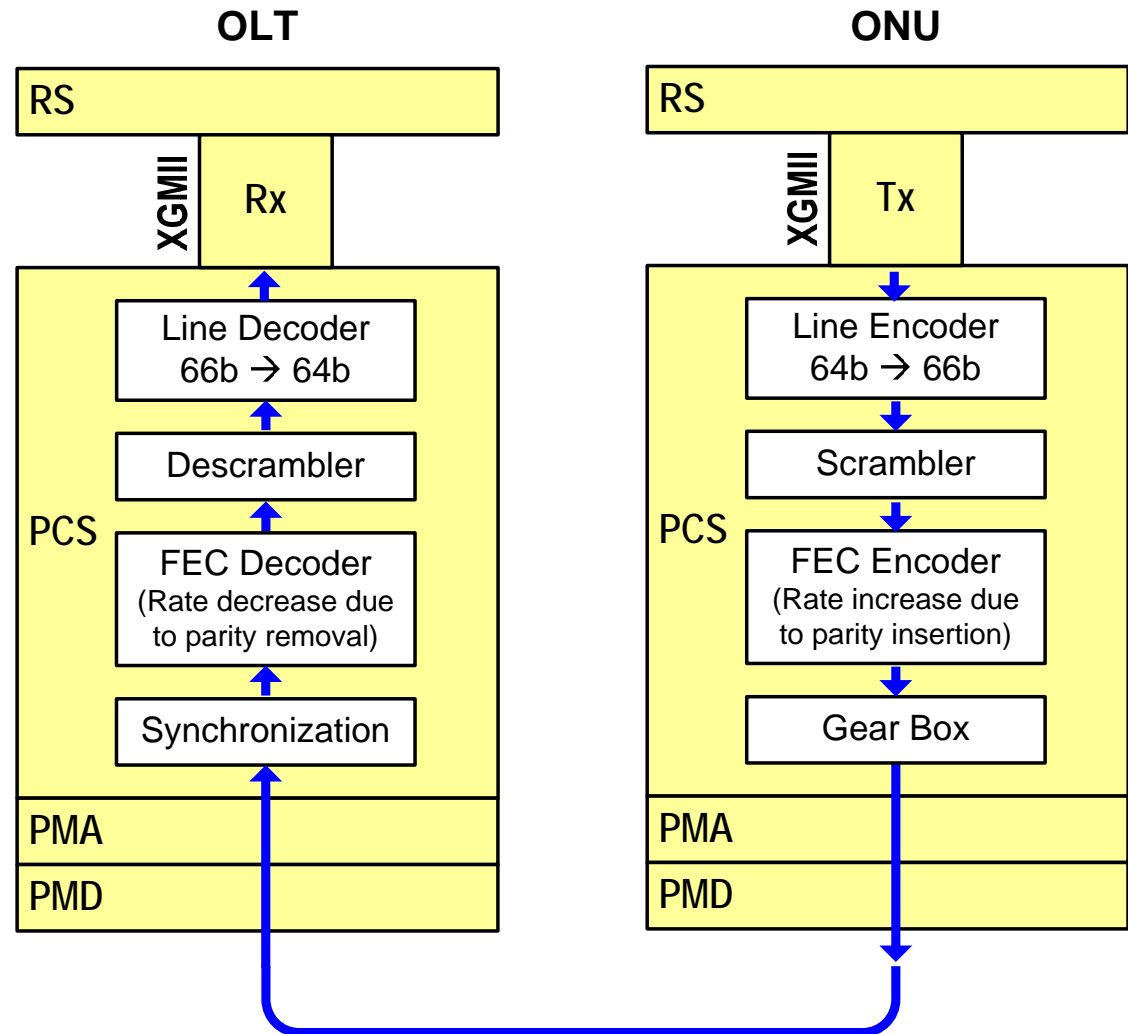 OLT
RS
XGMII
Rx
PCS
Line Decoder
66b → 64b
Descrambler
FEC Decoder
(Rate decrease due
to parity removal)
Synchronization
PMA
PMD
ONU
RS
XGMII
Tx
PCS
Line Encoder
64b → 66b
Scrambler
FEC Encoder
(Rate increase due
to parity insertion)
Gear Box
PMA
PMD